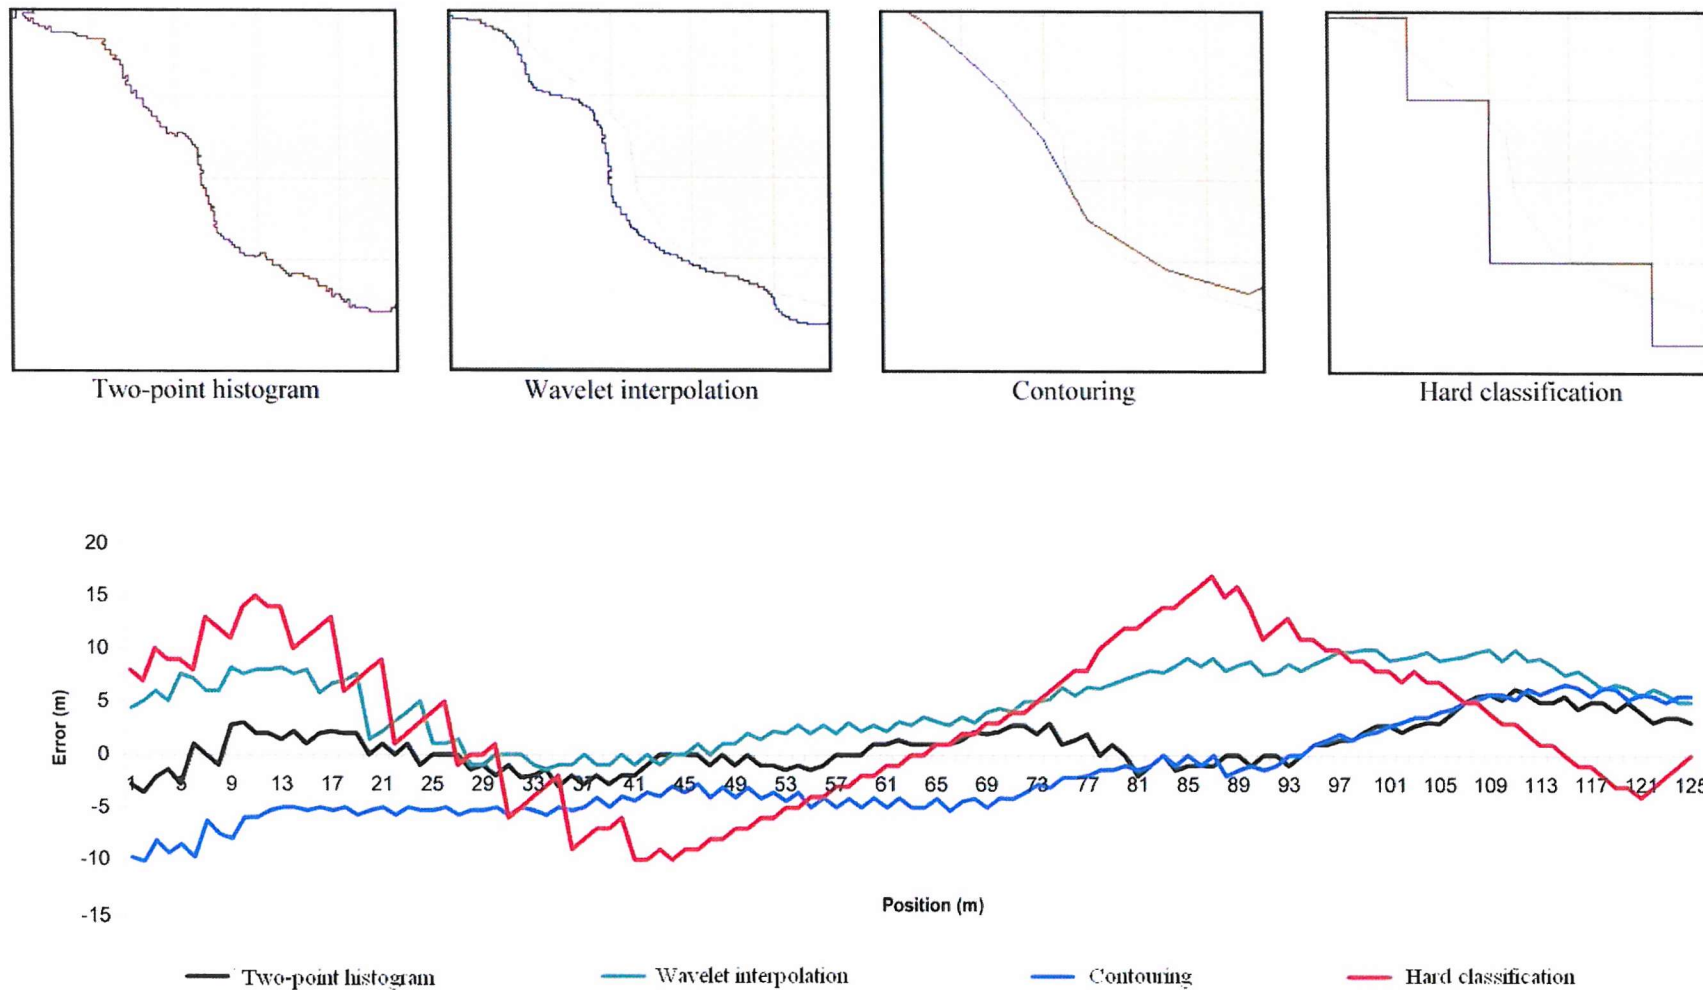 Two-point histogram
Wavelet interpolation
Contouring
Hard classification
20
15
10
5
0
-5
-10
-15
Error (m)
1 5 9 13 17 21 25 29 33 37 41 45 49 53 57 61 65 69 73 77 81 85 89 93 97 101 105 109 113 117 121 125
Position (m)
Two-point histogram
Wavelet interpolation
Contouring
Hard classification